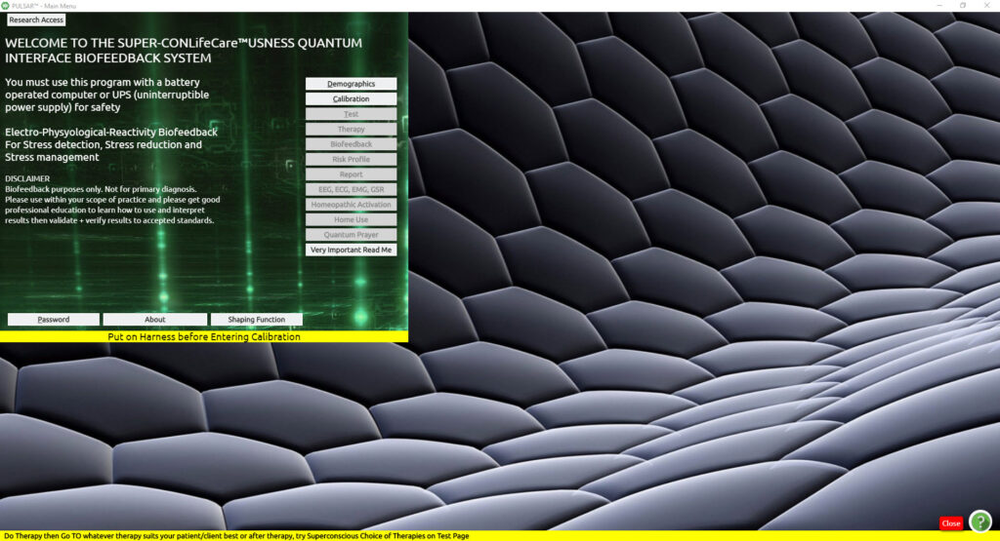 PULSAR™ - Main Menu
Research Access
WELCOME TO THE SUPER-CONLifeCare™USNESS QUANTUM
INTERFACE BIOFEEDBACK SYSTEM
You must use this program with a battery
operated computer or UPS (uninterruptible
power supply) for safety
Electro-Physyological-Reactivity Biofeedback
For Stress detection, Stress reduction and
Stress management
DISCLAIMER
Biofeedback purposes only. Not for primary diagnosis.
Please use within your scope of practice and please get good
professional education to learn how to use and interpret
results then validate + verify results to accepted standards.
Demographics
Calibration
Test
Therapy
Biofeedback
Risk Profile
Report
EEG, ECG, EMG, GSR
Homeopathic Activation
Home Use
Quantum Prayer
Very Important Read Me
Password
About
Shaping Function
Put on Harness before Entering Calibration
Close
?
Do Therapy then Go TO whatever therapy suits your patient/client best or after therapy, try Superconscious Choice of Therapies on Test Page